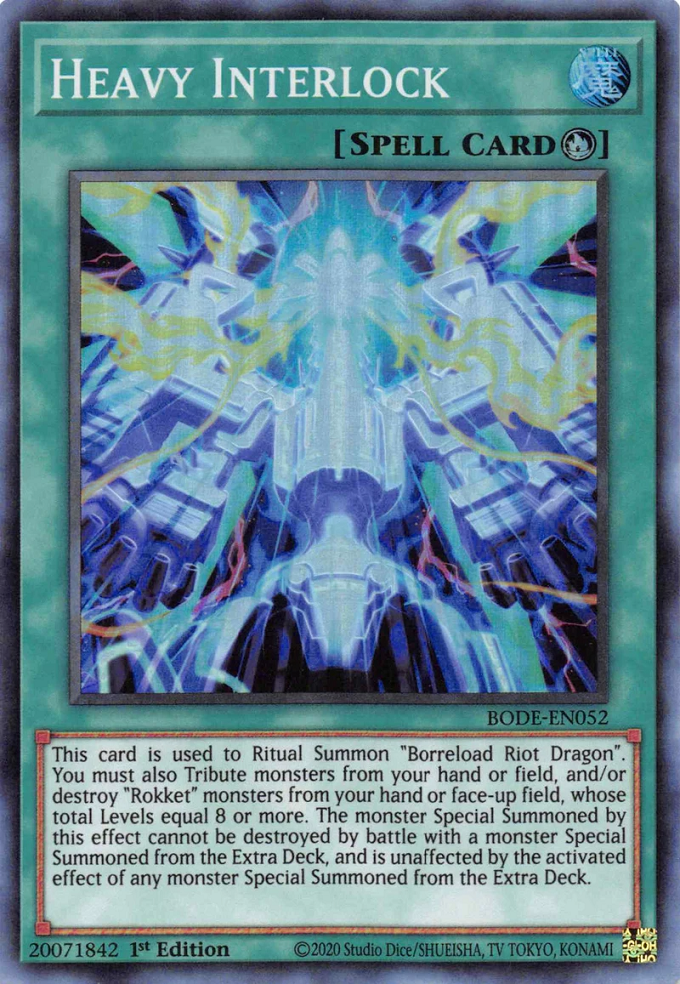 HEAVY INTERLOCK
SPELL
魔
[SPELL CARD]
BODE-EN052
This card is used to Ritual Summon "Borreload Riot Dragon".
You must also Tribute monsters from your hand or field, and/or
destroy "Rokket" monsters from your hand or face-up field, whose
total Levels equal 8 or more. The monster Special Summoned by
this effect cannot be destroyed by battle with a monster Special
Summoned from the Extra Deck, and is unaffected by the activated
effect of any monster Special Summoned from the Extra Deck.
20071842 1st Edition ©2020 Studio Dice/SHUEISHA, TV TOKYO, KONAMI